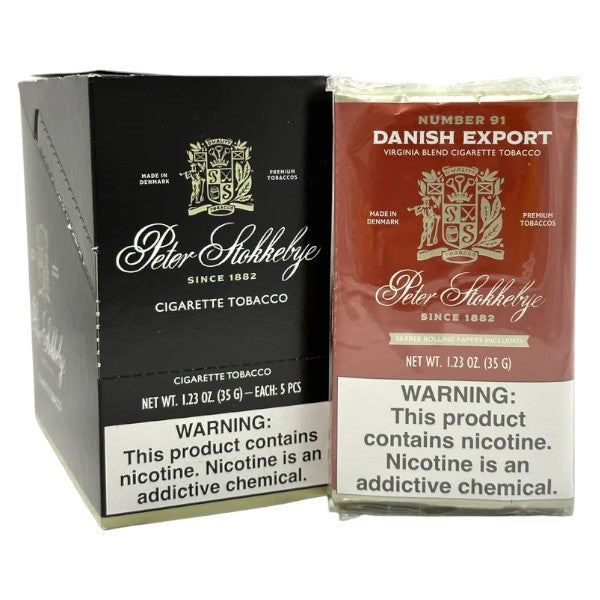 QUALITY
MADE IN
DENMARK
PREMIUM
TOBACCOS
S S
TOBACCO
Peter Stokkebye
SINCE 1882
CIGARETTE TOBACCO
CIGARETTE TOBACCO
NET WT. 1.23 OZ. (35 G) — EACH: 5 PCS
WARNING:
This product contains
nicotine. Nicotine is an
addictive chemical.
NUMBER 91
DANISH EXPORT
VIRGINIA BLEND CIGARETTE TOBACCO
QUALITY
MADE IN
DENMARK
PREMIUM
TOBACCOS
S S
TOBACCO
Peter Stokkebye
SINCE 1882
50 FREE ROLLING PAPERS INCLUDED
NET WT. 1.23 OZ. (35 G)
WARNING:
This product
contains nicotine.
Nicotine is an
addictive chemical.